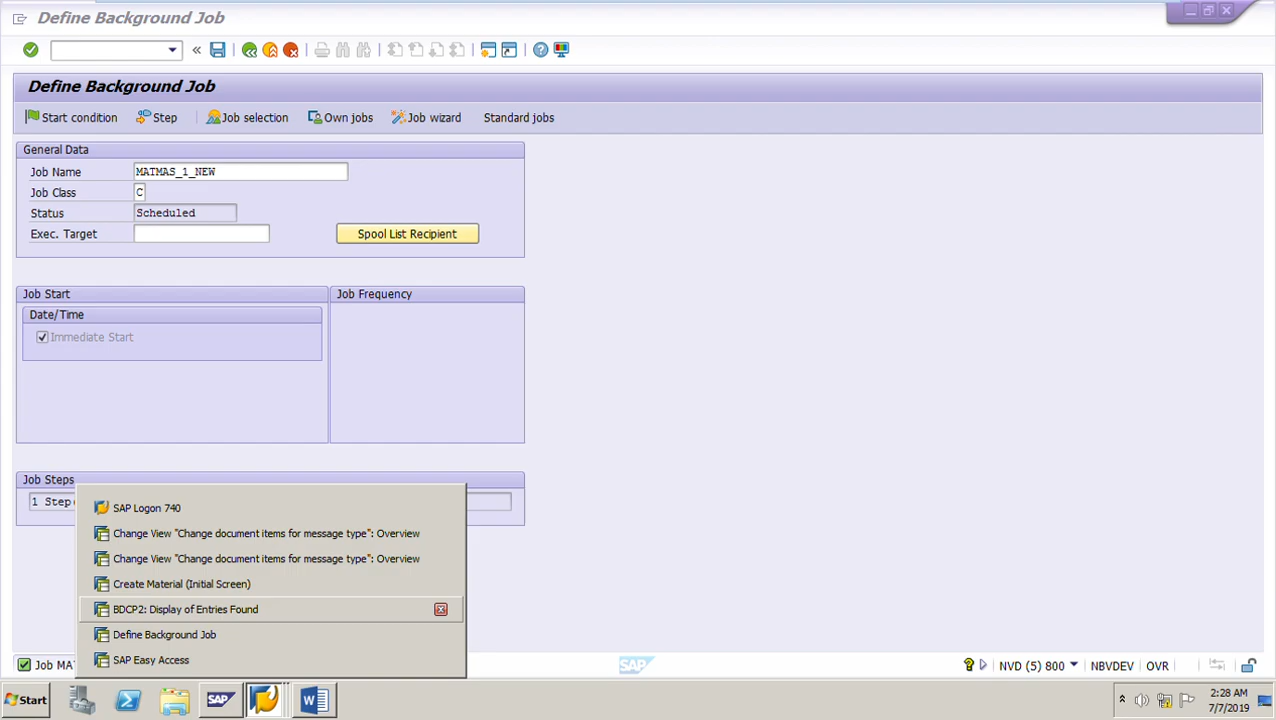 Define Background Job
Define Background Job
Start condition Step Job selection Own jobs Job wizard Standard jobs
General Data
Job Name MATMAS_1_NEW
Job Class C
Status Scheduled
Exec. Target Spool List Recipient
Job Start Job Frequency
Date/Time
Immediate Start
Job Steps
1 Step
SAP Logon 740
Change View "Change document items for message type": Overview
Change View "Change document items for message type": Overview
Create Material (Initial Screen)
BDCP2: Display of Entries Found
Define Background Job
SAP Easy Access
Job MA SAP NVD (5) 800 NBVDEV OVR
Start SAP 2:28 AM
7/7/2019